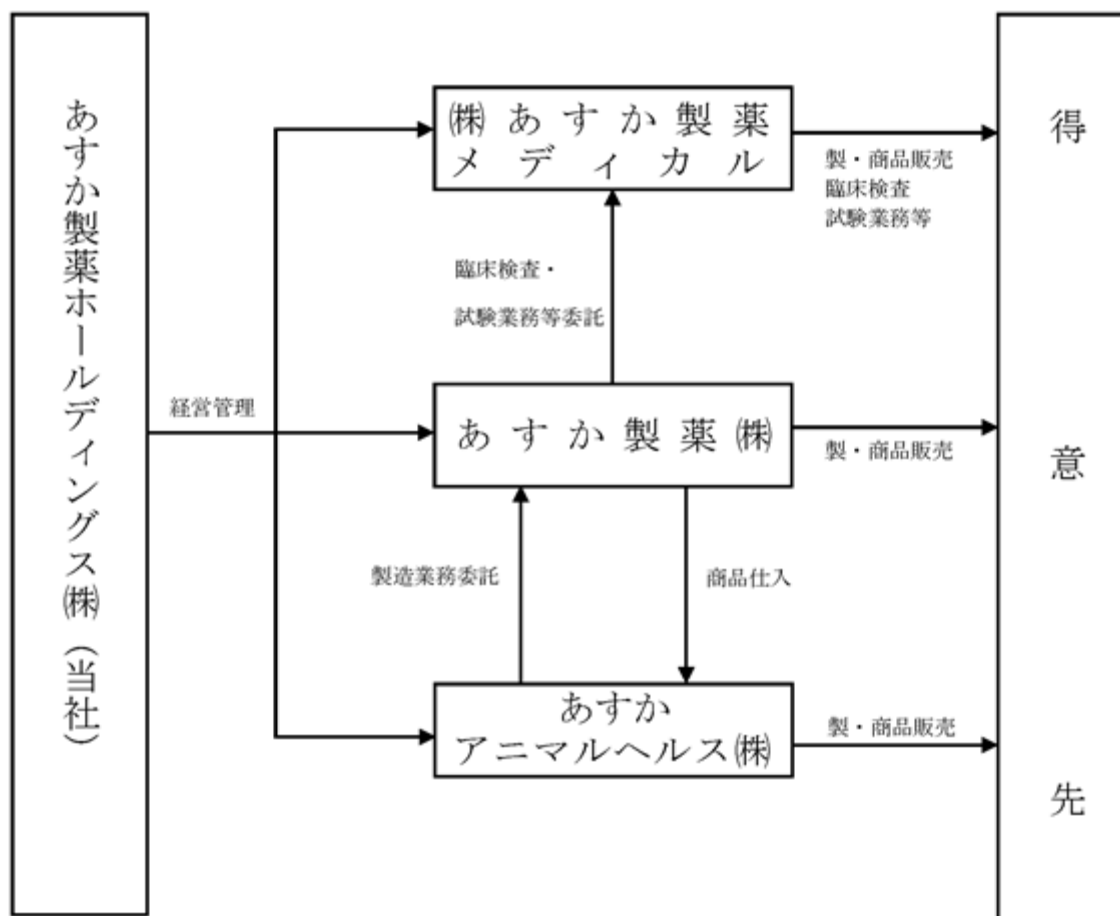 あすか製薬ホールディングス㈱（当社）
経営管理
㈱あすか製薬
メディカル
製・商品販売
臨床検査
試験業務等
臨床検査・
試験業務等委託
あすか製薬㈱
製・商品販売
製造業務委託
商品仕入
あすか
アニマルヘルス㈱
製・商品販売
得意先